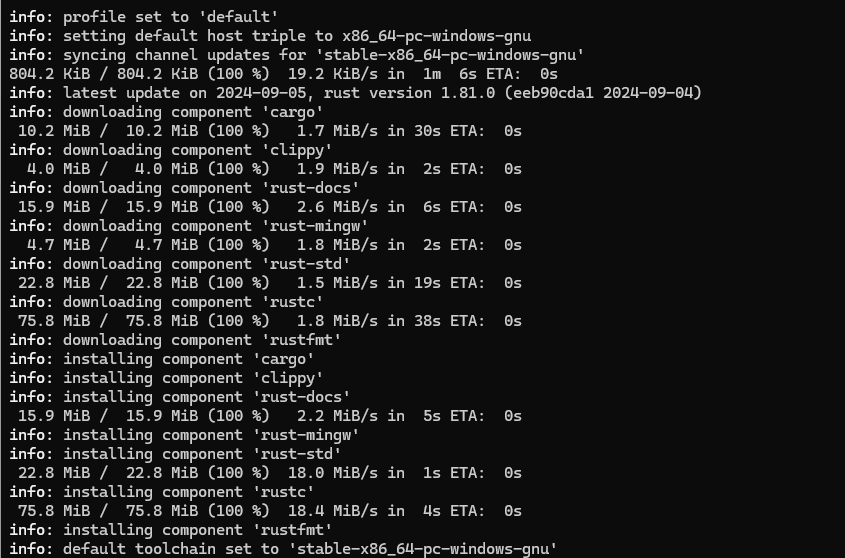 info: profile set to 'default'
info: setting default host triple to x86_64-pc-windows-gnu
info: syncing channel updates for 'stable-x86_64-pc-windows-gnu'
804.2 KiB / 804.2 KiB (100 %)  19.2 KiB/s in  1m  6s ETA:  0s
info: latest update on 2024-09-05, rust version 1.81.0 (eeb90cda1 2024-09-04)
info: downloading component 'cargo'
 10.2 MiB /  10.2 MiB (100 %)   1.7 MiB/s in 30s ETA:  0s
info: downloading component 'clippy'
  4.0 MiB /   4.0 MiB (100 %)   1.9 MiB/s in  2s ETA:  0s
info: downloading component 'rust-docs'
 15.9 MiB /  15.9 MiB (100 %)   2.6 MiB/s in  6s ETA:  0s
info: downloading component 'rust-mingw'
  4.7 MiB /   4.7 MiB (100 %)   1.8 MiB/s in  2s ETA:  0s
info: downloading component 'rust-std'
 22.8 MiB /  22.8 MiB (100 %)   1.5 MiB/s in 19s ETA:  0s
info: downloading component 'rustc'
 75.8 MiB /  75.8 MiB (100 %)   1.8 MiB/s in 38s ETA:  0s
info: downloading component 'rustfmt'
info: installing component 'cargo'
info: installing component 'clippy'
info: installing component 'rust-docs'
 15.9 MiB /  15.9 MiB (100 %)   2.2 MiB/s in  5s ETA:  0s
info: installing component 'rust-mingw'
info: installing component 'rust-std'
 22.8 MiB /  22.8 MiB (100 %)  18.0 MiB/s in  1s ETA:  0s
info: installing component 'rustc'
 75.8 MiB /  75.8 MiB (100 %)  18.4 MiB/s in  4s ETA:  0s
info: installing component 'rustfmt'
info: default toolchain set to 'stable-x86_64-pc-windows-gnu'